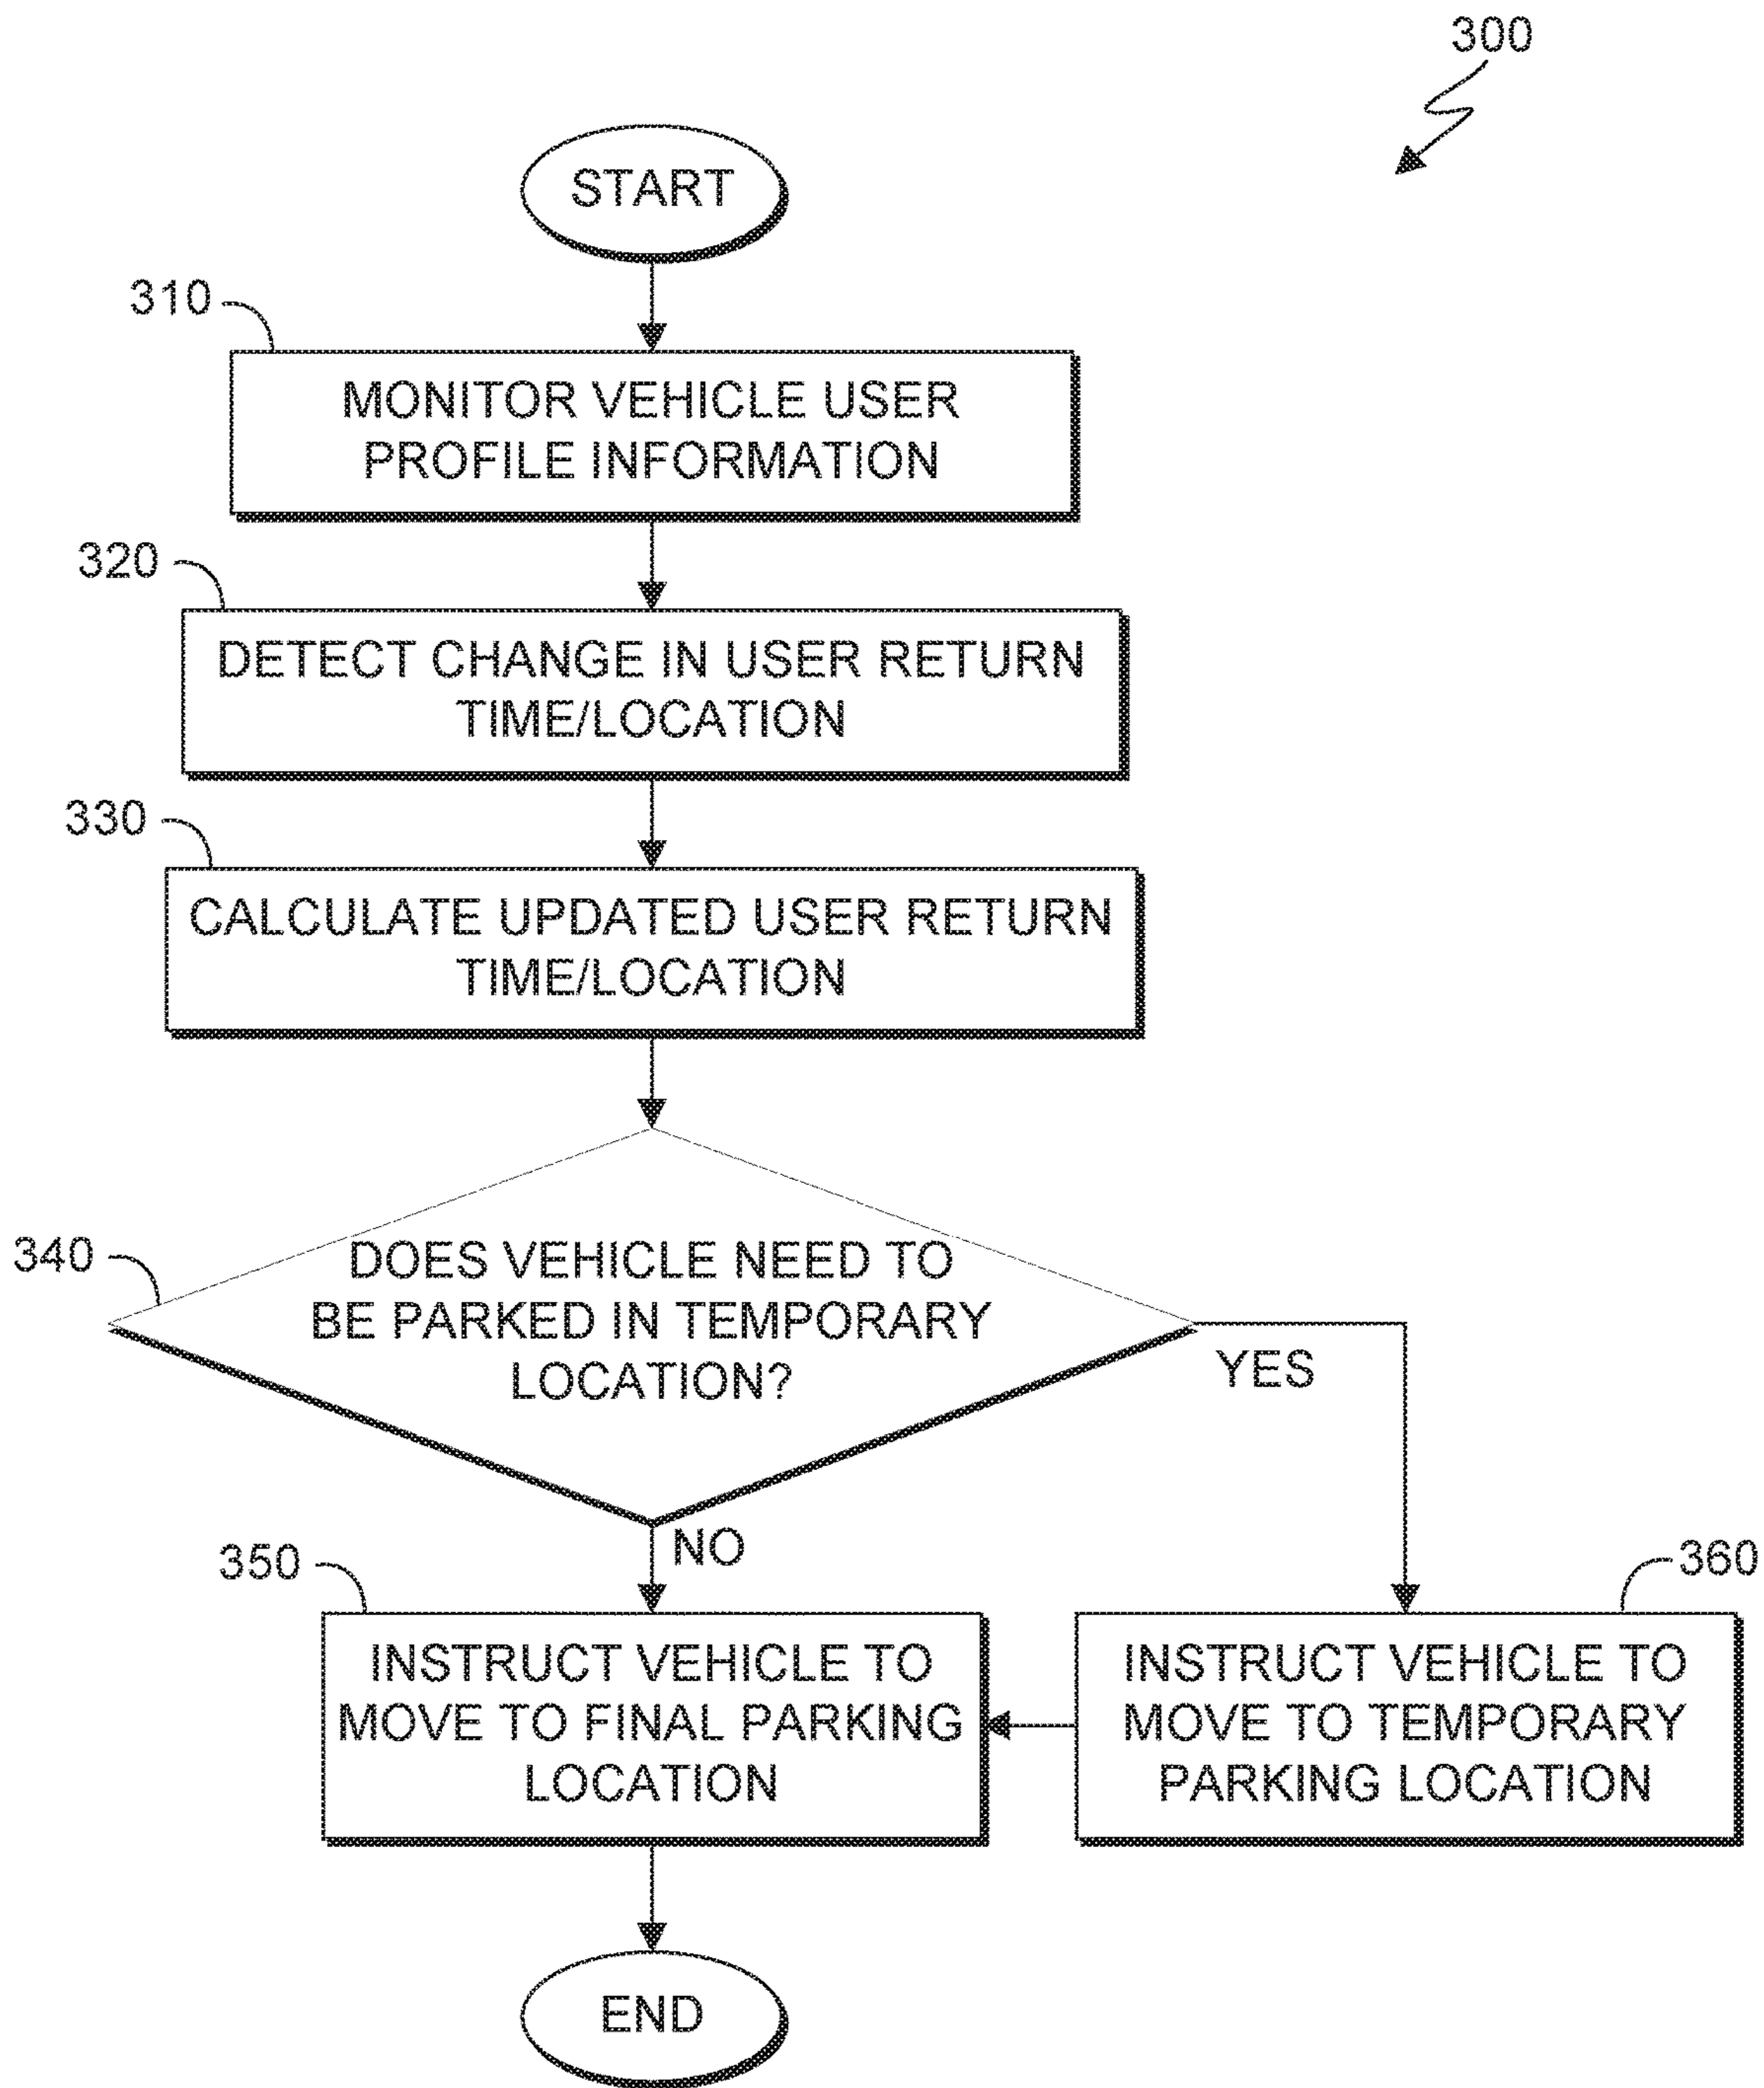 300
START
310
MONITOR VEHICLE USER
PROFILE INFORMATION
320
DETECT CHANGE IN USER RETURN
TIME/LOCATION
330
CALCULATE UPDATED USER RETURN
TIME/LOCATION
340
DOES VEHICLE NEED TO
BE PARKED IN TEMPORARY
LOCATION?
YES
NO
350
INSTRUCT VEHICLE TO
MOVE TO FINAL PARKING
LOCATION
360
INSTRUCT VEHICLE TO
MOVE TO TEMPORARY
PARKING LOCATION
END